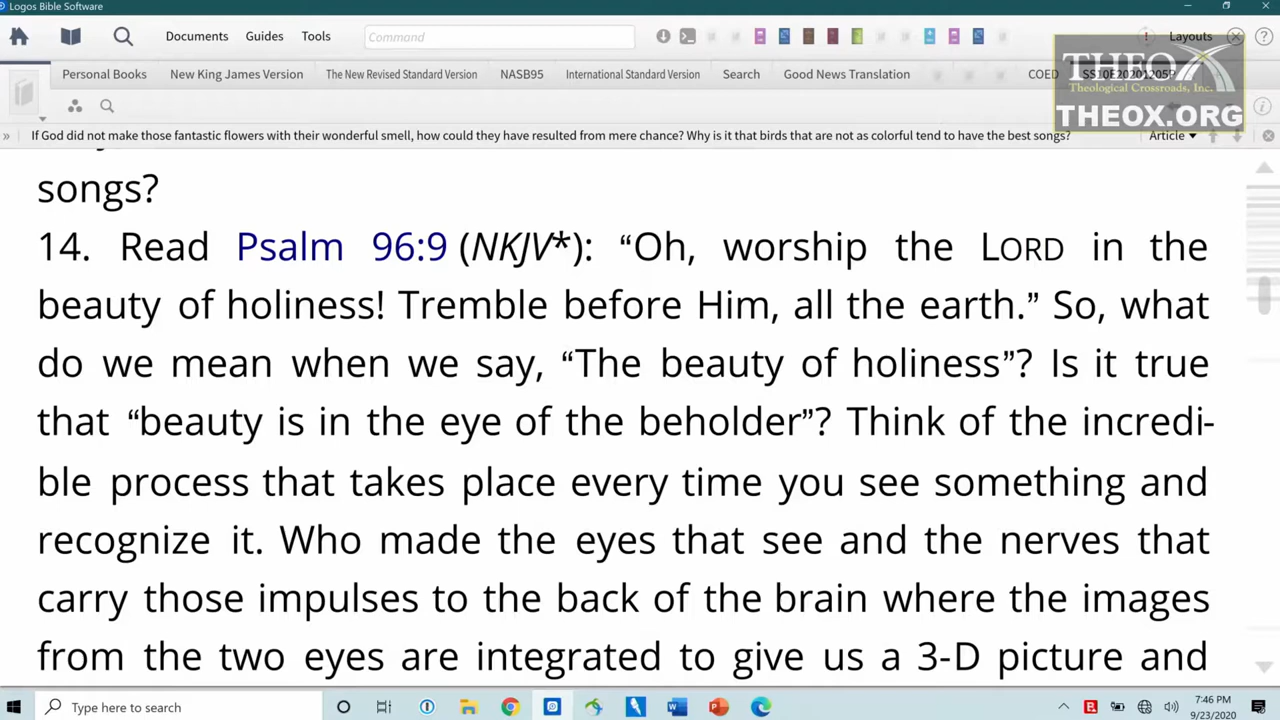 Logos Bible Software
Documents Guides Tools Command Layouts
Personal Books New King James Version The New Revised Standard Version NASB95 International Standard Version Search Good News Translation COED
THEOX
Theological Crossroads, Inc.
THEOX.ORG
If God did not make those fantastic flowers with their wonderful smell, how could they have resulted from mere chance? Why is it that birds that are not as colorful tend to have the best songs? Article
songs?
14. Read Psalm 96:9 (NKJV*): “Oh, worship the LORD in the
beauty of holiness! Tremble before Him, all the earth.” So, what
do we mean when we say, “The beauty of holiness”? Is it true
that “beauty is in the eye of the beholder”? Think of the incredi-
ble process that takes place every time you see something and
recognize it. Who made the eyes that see and the nerves that
carry those impulses to the back of the brain where the images
from the two eyes are integrated to give us a 3-D picture and
Type here to search
7:46 PM
9/23/2020